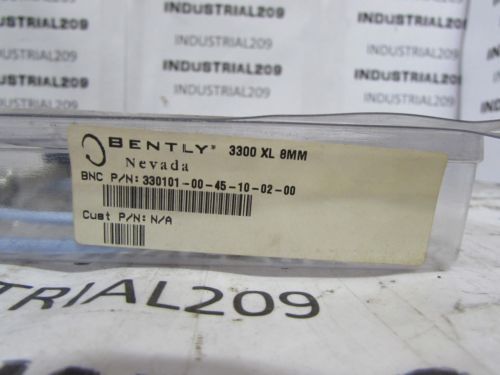 INDUSTRIAL209
INDUSTRIAL209
INDUSTRIAL209
INDUSTRIAL209
INDUSTRIAL209
INDUSTRIAL209
BENTLY® 3300 XL 8MM
Nevada
BNC P/N: 330101-00-45-10-02-00
Cust P/N: N/A
STRIAL209